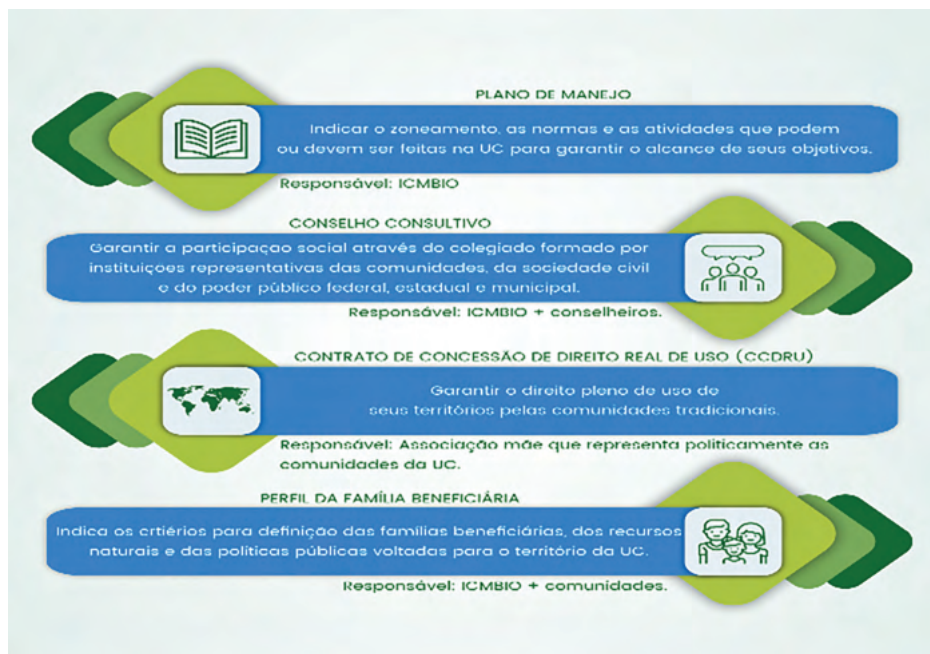 PLANO DE MANEJO
Indicar o zoneamento, as normas e as atividades que podem
ou devem ser feitas na UC para garantir o alcance de seus objetivos.
Responsável: ICMBIO
CONSELHO CONSULTIVO
Garantir a participaçao social através do colegiado formado por
instituições representativas das comunidades, da sociedade civil
e do poder público federal, estadual e municipal.
Responsável: ICMBIO + conselheiros.
CONTRATO DE CONCESSÃO DE DIREITO REAL DE USO (CCDRU)
Garantir o direito pleno de uso de
seus territórios pelas comunidades tradicionais.
Responsável: Associação mãe que representa politicamente as
comunidades da UC.
PERFIL DA FAMÍLIA BENEFICIÁRIA
Indica os crtiérios para definição das famílias beneficiárias, dos recursos
naturais e das políticas públicas voltadas para o território da UC.
Responsável: ICMBIO + comunidades.